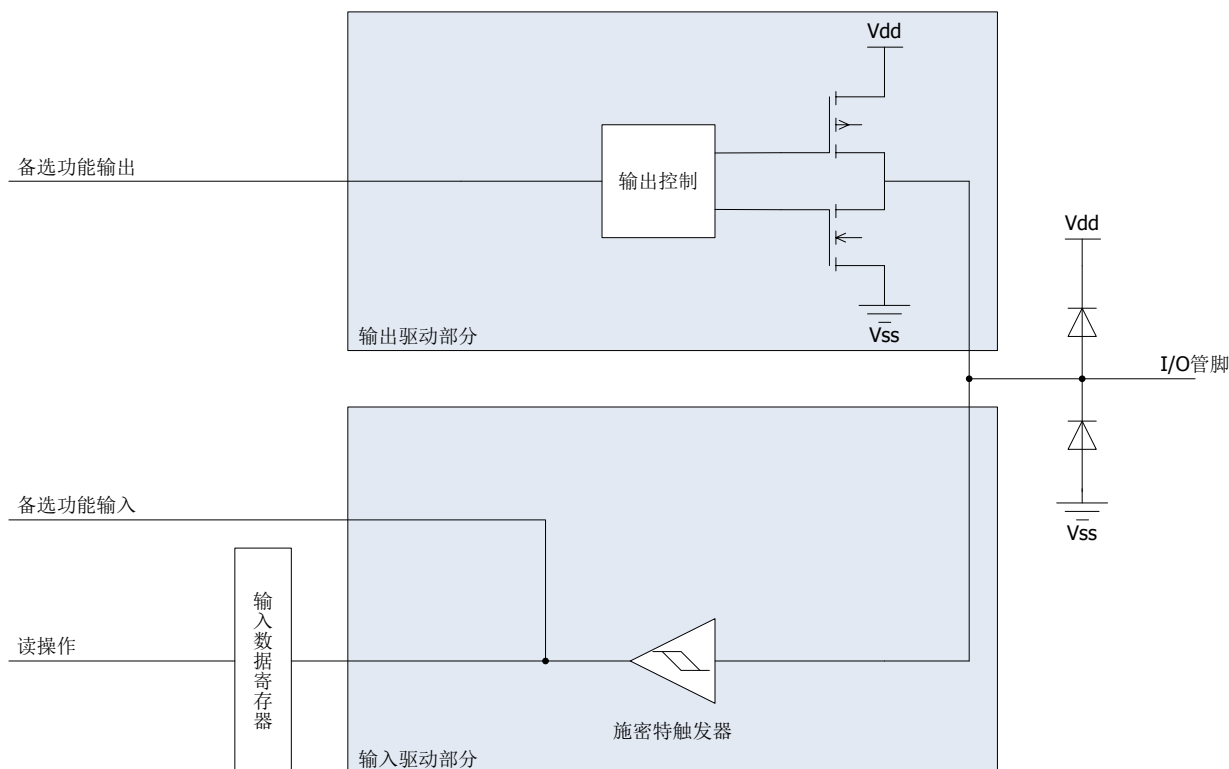 Vdd
备选功能输出
输出控制
Vdd
Vss
输出驱动部分
I/O管脚
备选功能输入
Vss
输入数据寄存器
读操作
施密特触发器
输入驱动部分